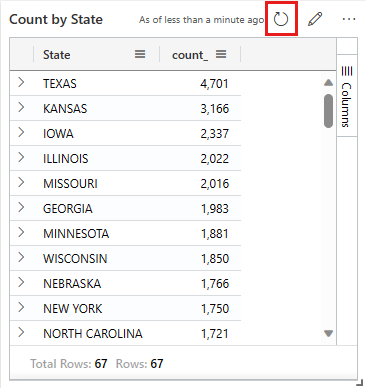 Count by State As of less than a minute ago
State count_
TEXAS 4,701
KANSAS 3,166
IOWA 2,337
ILLINOIS 2,022
MISSOURI 2,016
GEORGIA 1,983
MINNESOTA 1,881
WISCONSIN 1,850
NEBRASKA 1,766
NEW YORK 1,750
NORTH CAROLINA 1,721
Columns
Total Rows: 67 Rows: 67